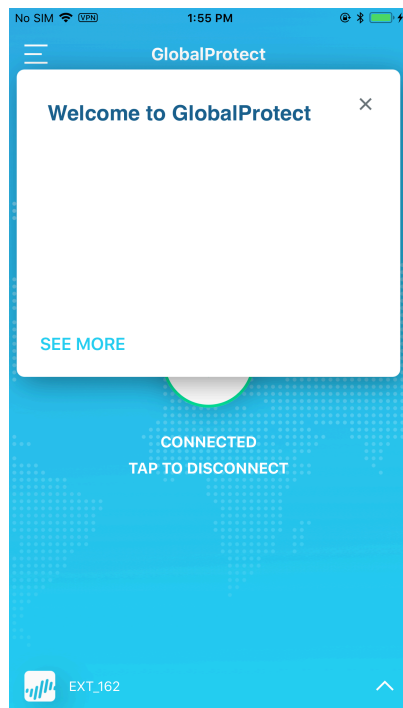 No SIM VPN 1:55 PM
GlobalProtect
Welcome to GlobalProtect
SEE MORE
CONNECTED
TAP TO DISCONNECT
EXT_162